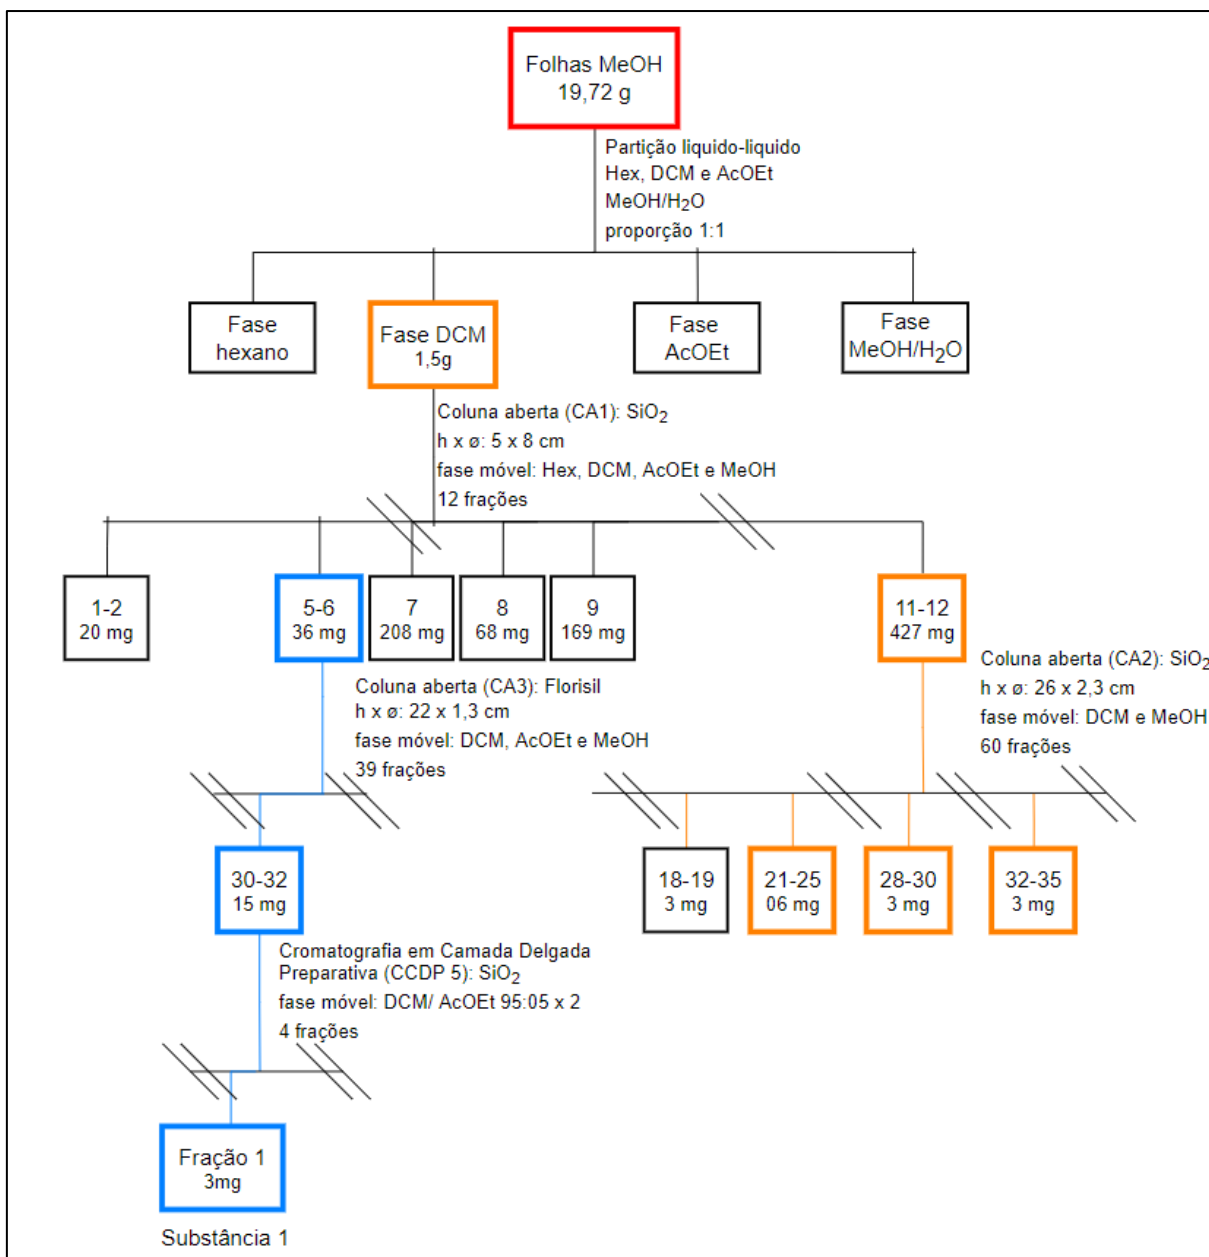 Folhas MeOH
19,72 g
Partição liquido-liquido
Hex, DCM e AcOEt
MeOH/H₂O
proporção 1:1
Fase
hexano
Fase DCM
1,5g
Fase
AcOEt
Fase
MeOH/H₂O
Coluna aberta (CA1): SiO₂
h x ø: 5 x 8 cm
fase móvel: Hex, DCM, AcOEt e MeOH
12 frações
1-2
20 mg
5-6
36 mg
7
208 mg
8
68 mg
9
169 mg
11-12
427 mg
Coluna aberta (CA3): Florisil
h x ø: 22 x 1,3 cm
fase móvel: DCM, AcOEt e MeOH
39 frações
Coluna aberta (CA2): SiO₂
h x ø: 26 x 2,3 cm
fase móvel: DCM e MeOH
60 frações
30-32
15 mg
18-19
3 mg
21-25
06 mg
28-30
3 mg
32-35
3 mg
Cromatografia em Camada Delgada
Preparativa (CCDP 5): SiO₂
fase móvel: DCM/ AcOEt 95:05 x 2
4 frações
Fração 1
3mg
Substância 1